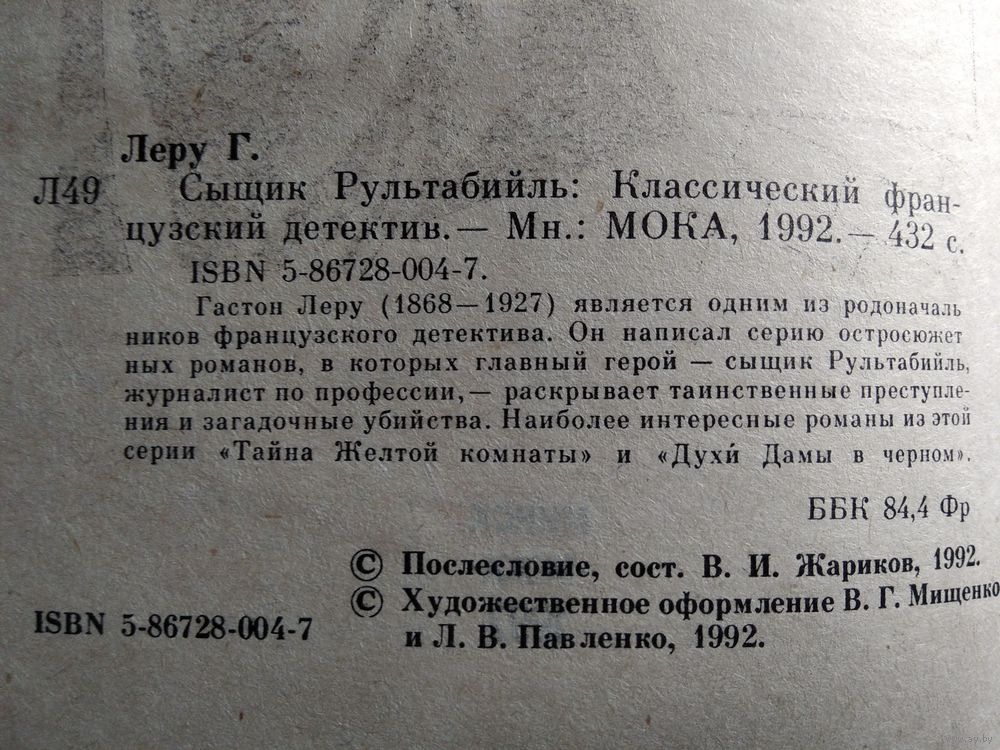 Леру Г.
Л49 Сыщик Рультабийль: Классический фран-
цузский детектив.— Мн.: МОКА, 1992.— 432 с.
ISBN 5-86728-004-7.
Гастон Леру (1868—1927) является одним из родоначаль
ников французского детектива. Он написал серию остросюжет
ных романов, в которых главный герой — сыщик Рультабийль,
журналист по профессии,— раскрывает таинственные преступле-
ния и загадочные убийства. Наиболее интересные романы из этой
серии «Тайна Желтой комнаты» и «Духи́ Дамы в черном».
ББК 84,4 Фр
© Послесловие, сост. В. И. Жариков, 1992.
© Художественное оформление В. Г. Мищенко
и Л. В. Павленко, 1992.
ISBN 5-86728-004-7
www.ay.by